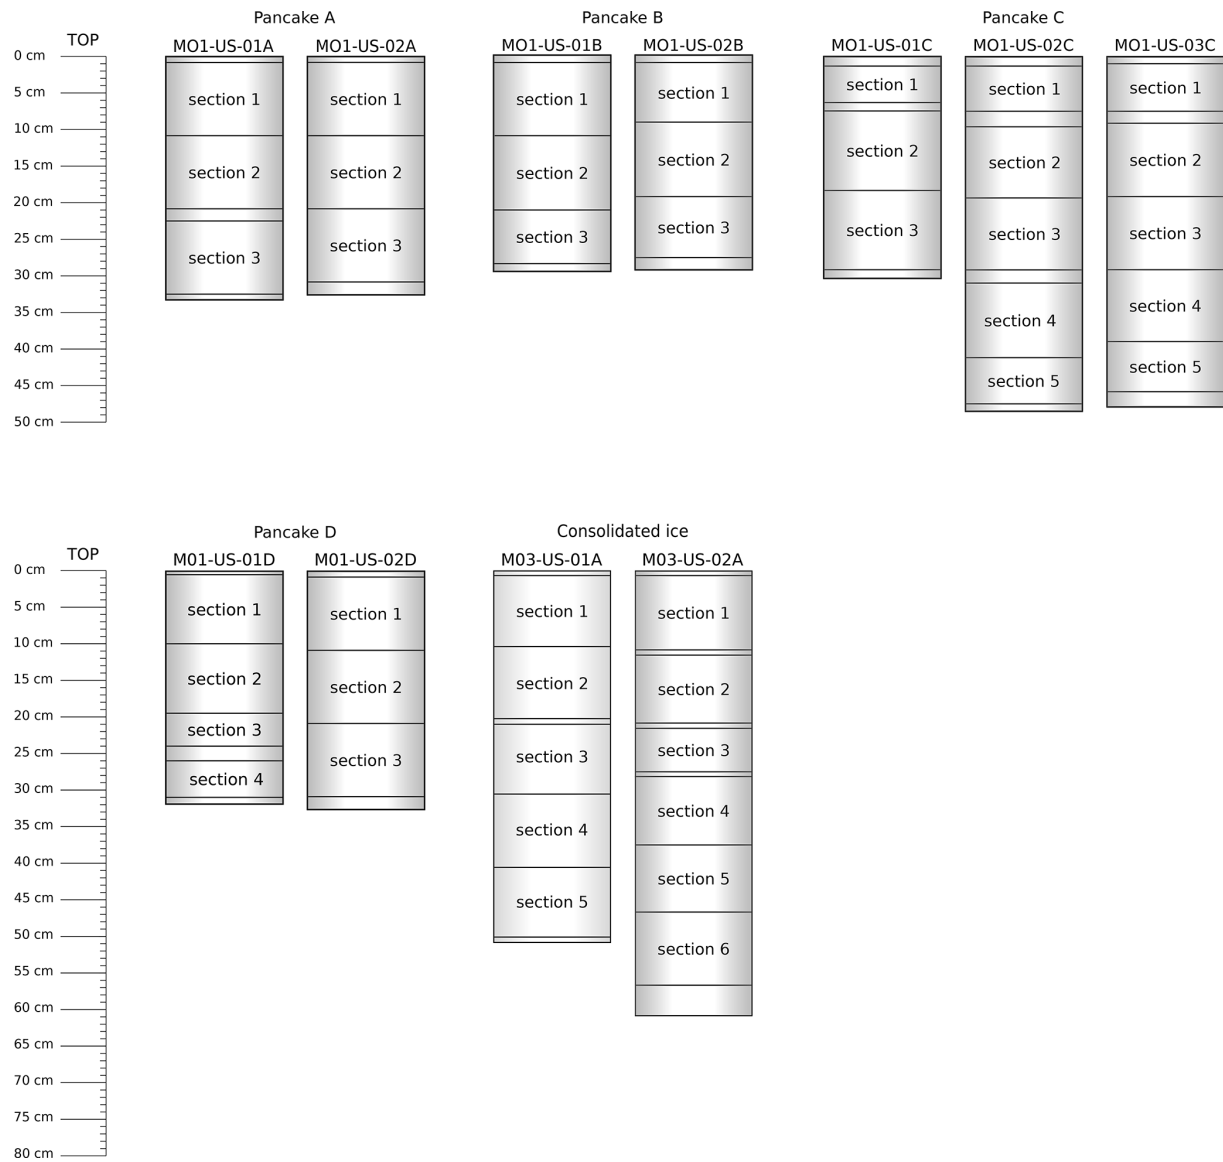 Pancake A
Pancake B
Pancake C
TOP
MO1-US-01A
MO1-US-02A
MO1-US-01B
MO1-US-02B
MO1-US-01C
MO1-US-02C
MO1-US-03C
0 cm
5 cm
10 cm
15 cm
20 cm
25 cm
30 cm
35 cm
40 cm
45 cm
50 cm
section 1
section 2
section 3
section 1
section 2
section 3
section 1
section 2
section 3
section 1
section 2
section 3
section 1
section 2
section 3
section 1
section 2
section 3
section 4
section 5
section 1
section 2
section 3
section 4
section 5
Pancake D
Consolidated ice
TOP
M01-US-01D
M01-US-02D
M03-US-01A
M03-US-02A
0 cm
5 cm
10 cm
15 cm
20 cm
25 cm
30 cm
35 cm
40 cm
45 cm
50 cm
55 cm
60 cm
65 cm
70 cm
75 cm
80 cm
section 1
section 2
section 3
section 4
section 1
section 2
section 3
section 1
section 2
section 3
section 4
section 5
section 1
section 2
section 3
section 4
section 5
section 6